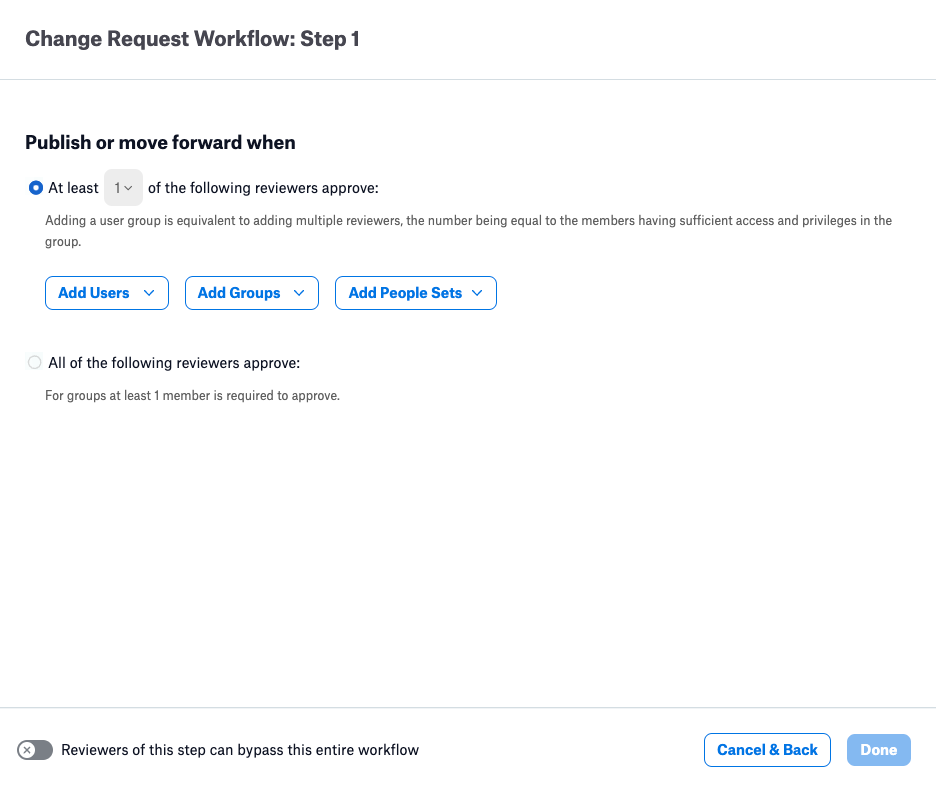 Change Request Workflow: Step 1
Publish or move forward when
At least 1 of the following reviewers approve:
Adding a user group is equivalent to adding multiple reviewers, the number being equal to the members having sufficient access and privileges in the
group.
Add Users Add Groups Add People Sets
All of the following reviewers approve:
For groups at least 1 member is required to approve.
Reviewers of this step can bypass this entire workflow Cancel & Back Done